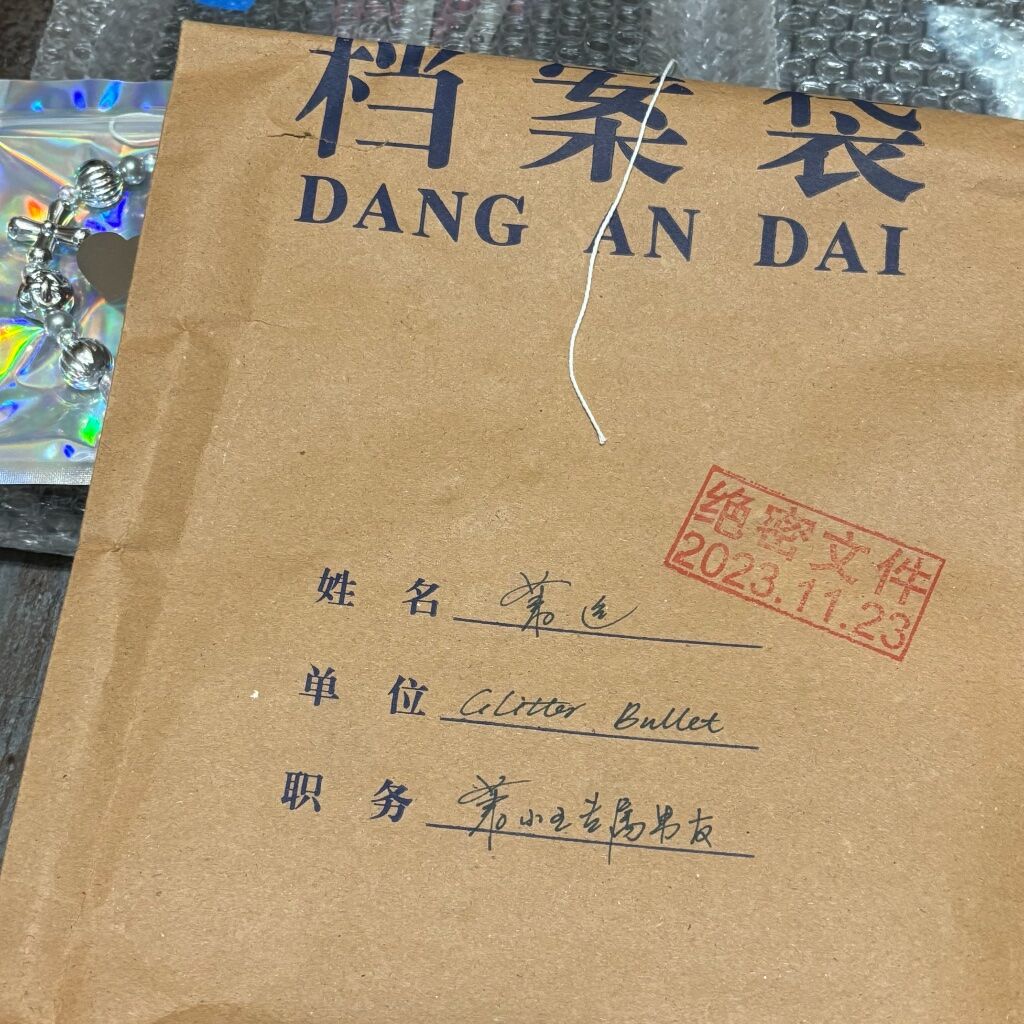 档案袋
DANG AN DAI
绝密文件
2023.11.23
姓名 萧逸
单位 Glitter Bullet
职务 萧小五专属男友